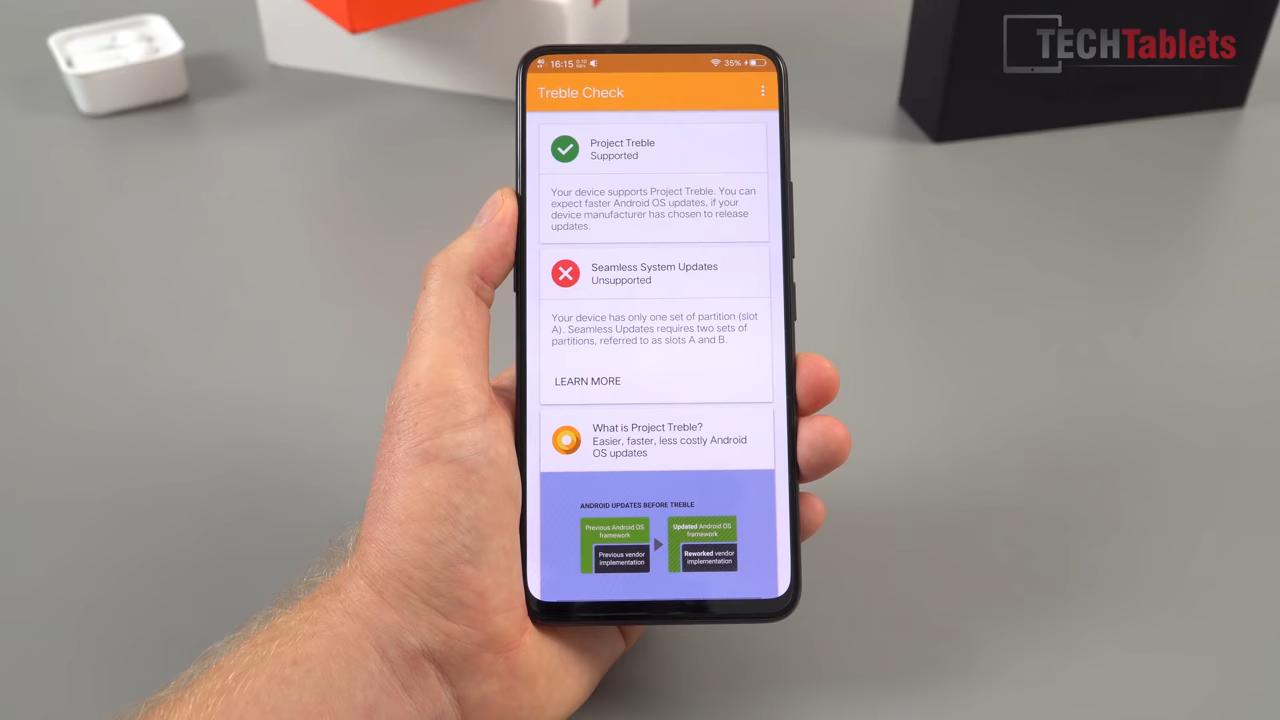 TECHTablets
4G 16:15 0.10 KB/s 35%
Treble Check
Project Treble
Supported
Your device supports Project Treble. You can
expect faster Android OS updates, if your
device manufacturer has chosen to release
updates.
Seamless System Updates
Unsupported
Your device has only one set of partition (slot
A). Seamless Updates requires two sets of
partitions, referred to as slots A and B.
LEARN MORE
What is Project Treble?
Easier, faster, less costly Android
OS updates
ANDROID UPDATES BEFORE TREBLE
Previous Android OS
framework
Previous vendor
implementation
Updated Android OS
framework
Reworked vendor
implementation